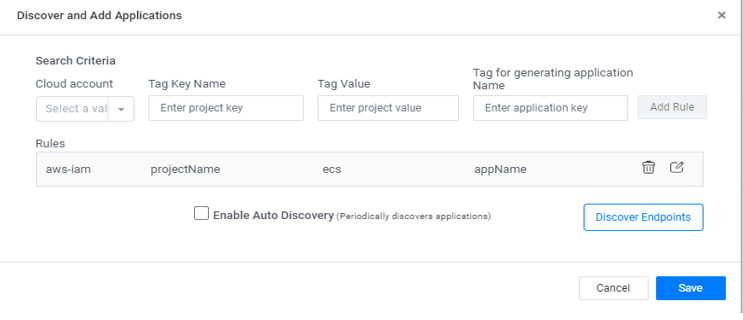 Discover and Add Applications ×
Search Criteria
Cloud account
Tag Key Name
Tag Value
Tag for generating application
Name
Select a val
Enter project key
Enter project value
Enter application key
Add Rule
Rules
aws-iam projectName ecs appName
Enable Auto Discovery (Periodically discovers applications)
Discover Endpoints
Cancel
Save